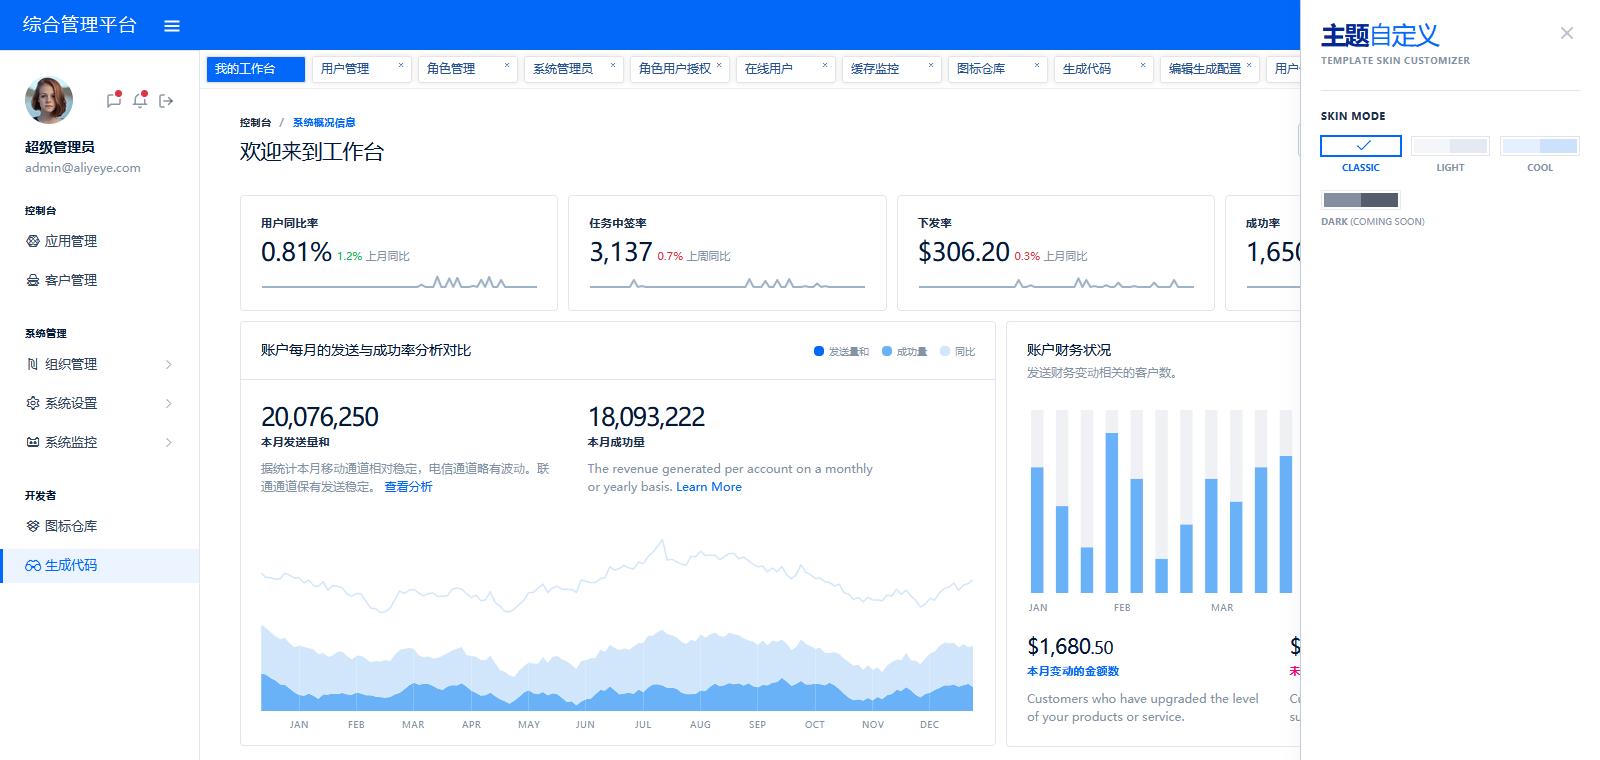 综合管理平台
超级管理员
admin@aliyeye.com
控制台
应用管理
客户管理
系统管理
组织管理
系统设置
系统监控
开发者
图标仓库
生成代码
我的工作台
用户管理 ×
角色管理 ×
系统管理员 ×
角色用户授权 ×
在线用户 ×
缓存监控 ×
图标仓库 ×
生成代码 ×
编辑生成配置 ×
用户
控制台 / 系统概况信息
欢迎来到工作台
用户同比率
0.81% 1.2% 上月同比
任务中签率
3,137 0.7% 上周同比
下发率
$306.20 0.3% 上月同比
成功率
1,650
账户每月的发送与成功率分析对比
发送量和 成功量 同比
20,076,250
本月发送量和
据统计本月移动通道相对稳定，电信通道略有波动。联
通通道保有发送稳定。 查看分析
18,093,222
本月成功量
The revenue generated per account on a monthly
or yearly basis. Learn More
JAN FEB MAR APR MAY JUN JUL AUG SEP OCT NOV DEC
账户财务状况
发送财务变动相关的客户数。
JAN FEB MAR
$1,680.50
本月变动的金额数
Customers who have upgraded the level
of your products or service.
$
未
Cu
su
主题自定义
TEMPLATE SKIN CUSTOMIZER
SKIN MODE
CLASSIC LIGHT COOL
DARK (COMING SOON)